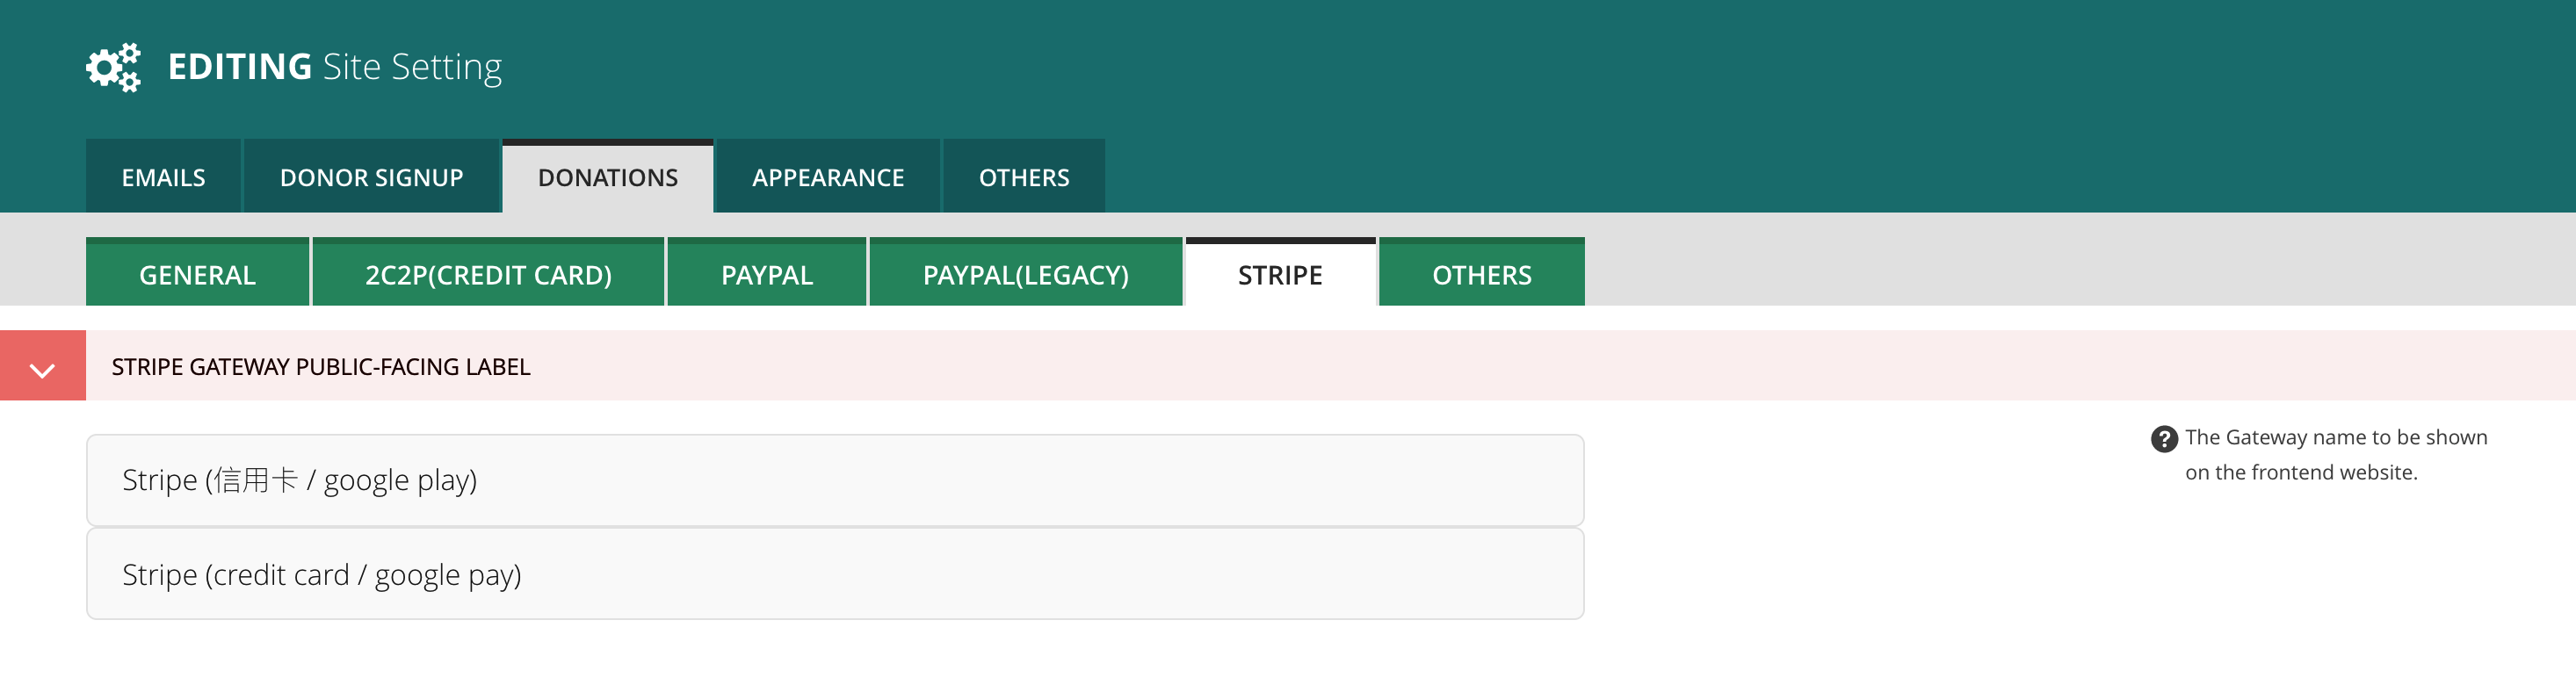 EDITING Site Setting
EMAILS DONOR SIGNUP DONATIONS APPEARANCE OTHERS
GENERAL 2C2P(CREDIT CARD) PAYPAL PAYPAL(LEGACY) STRIPE OTHERS
STRIPE GATEWAY PUBLIC-FACING LABEL
Stripe (信用卡 / google play)
Stripe (credit card / google pay)
The Gateway name to be shown
on the frontend website.